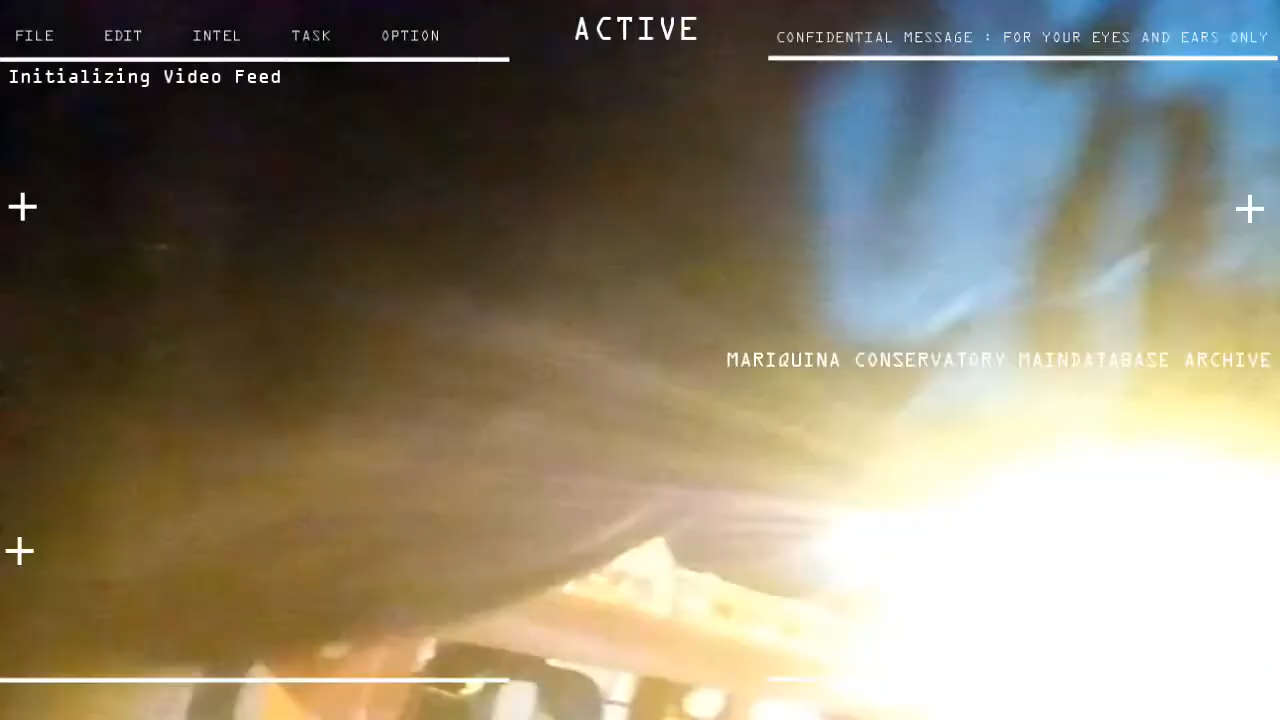 FILE EDIT INTEL TASK OPTION
ACTIVE
CONFIDENTIAL MESSAGE : FOR YOUR EYES AND EARS ONLY
Initializing Video Feed
MARIQUINA CONSERVATORY MAINDATABASE ARCHIVE